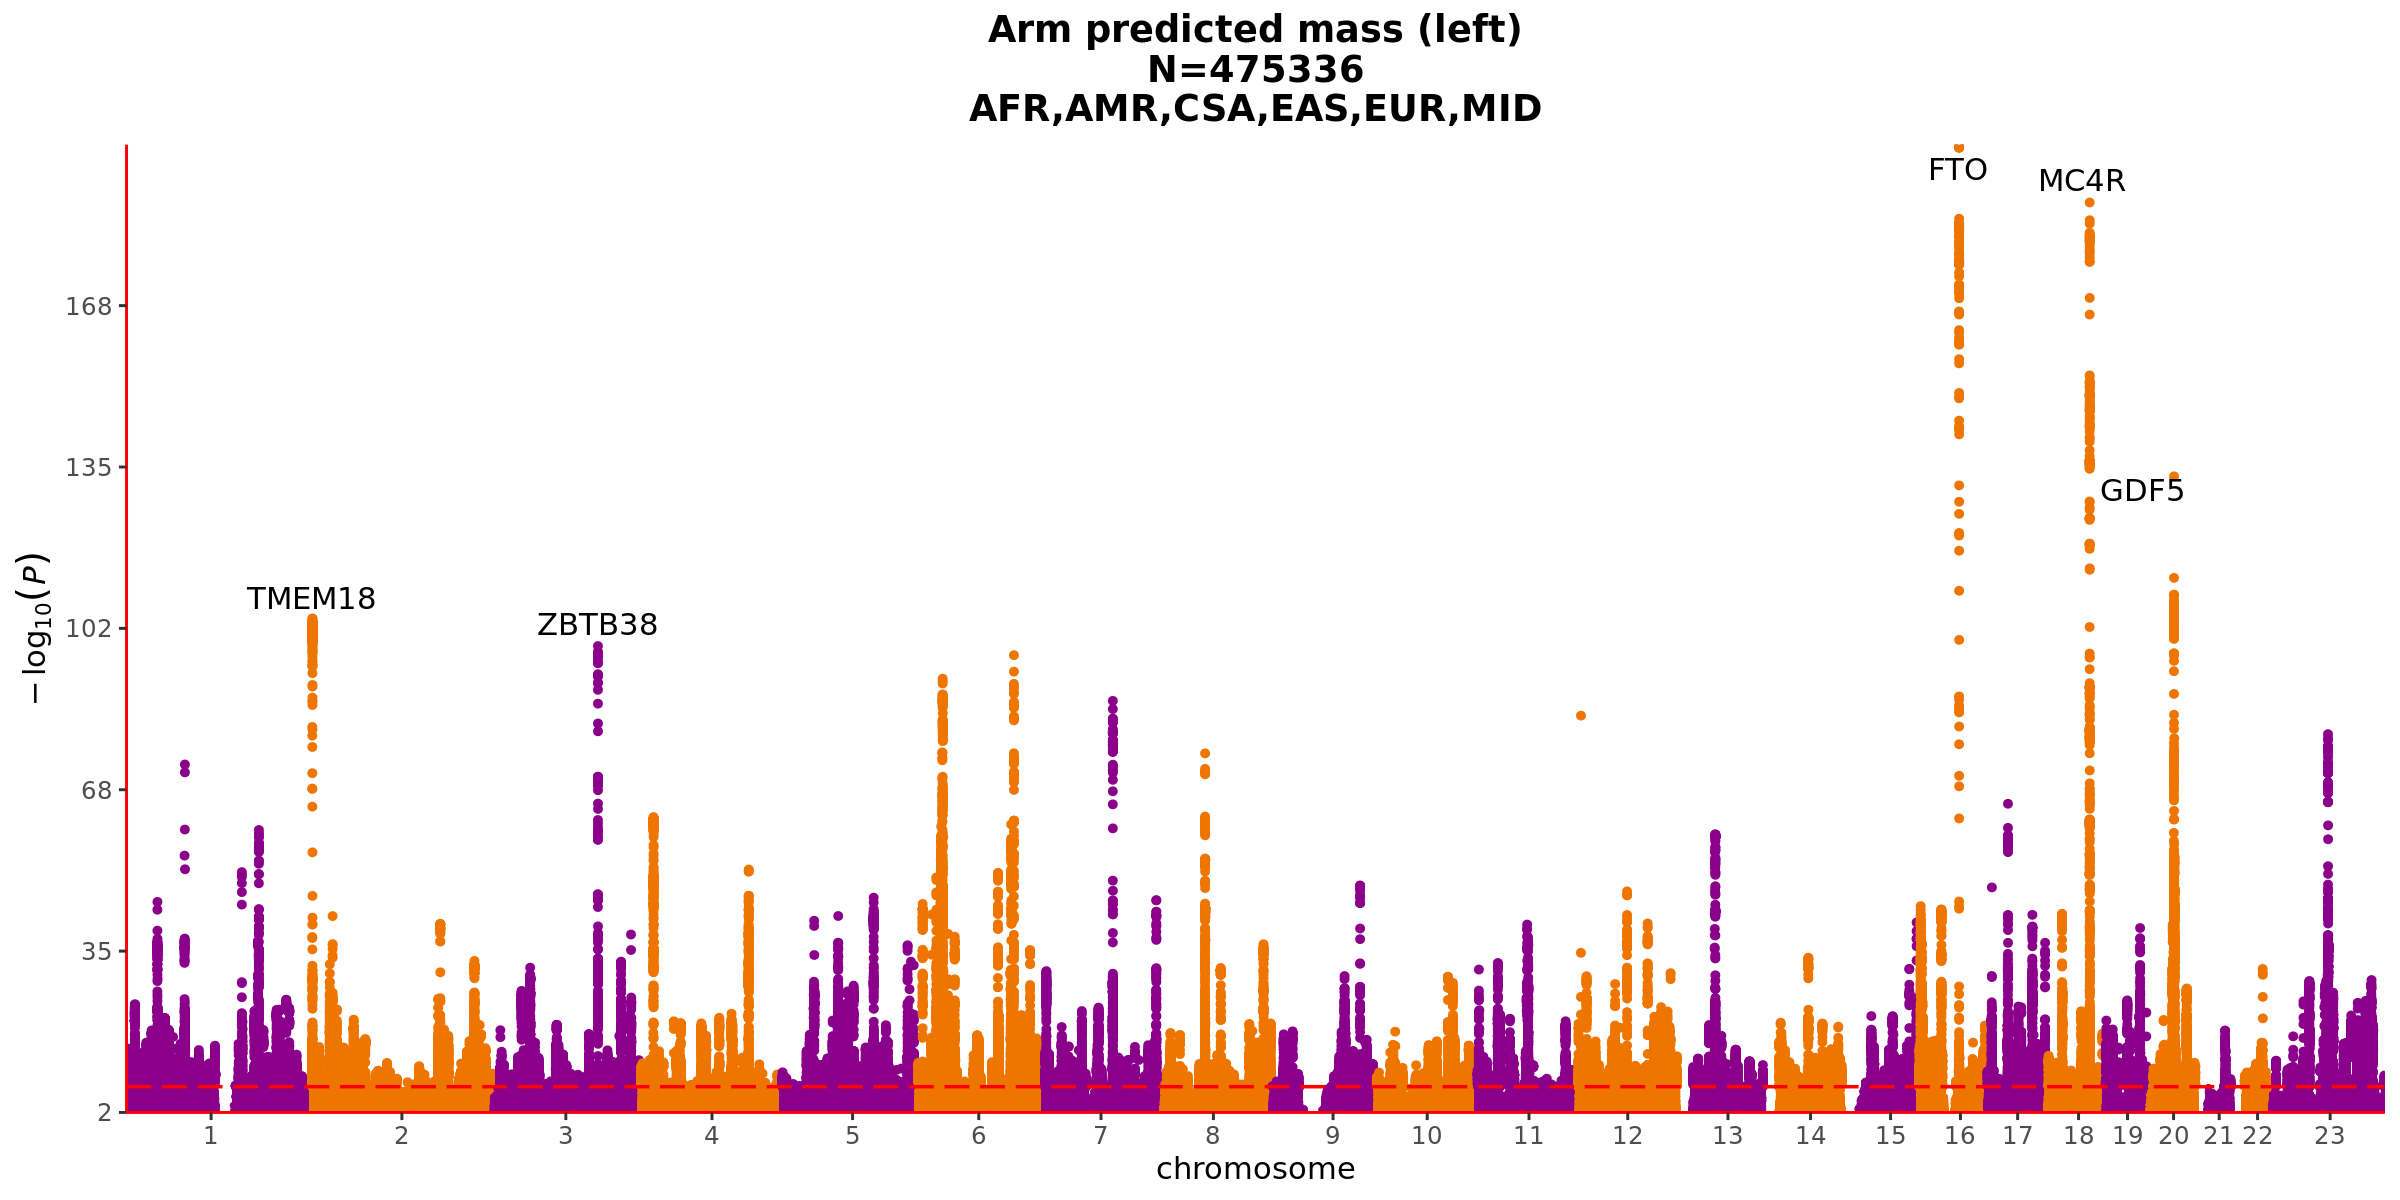 Arm predicted mass (left)
N=475336
AFR,AMR,CSA,EAS,EUR,MID
FTO
MC4R
168
135
GDF5
TMEM18
ZBTB38
102
−log10(P)
68
35
2
1 2 3 4 5 6 7 8 9 10 11 12 13 14 15 16 17 18 19 20 21 22 23
chromosome